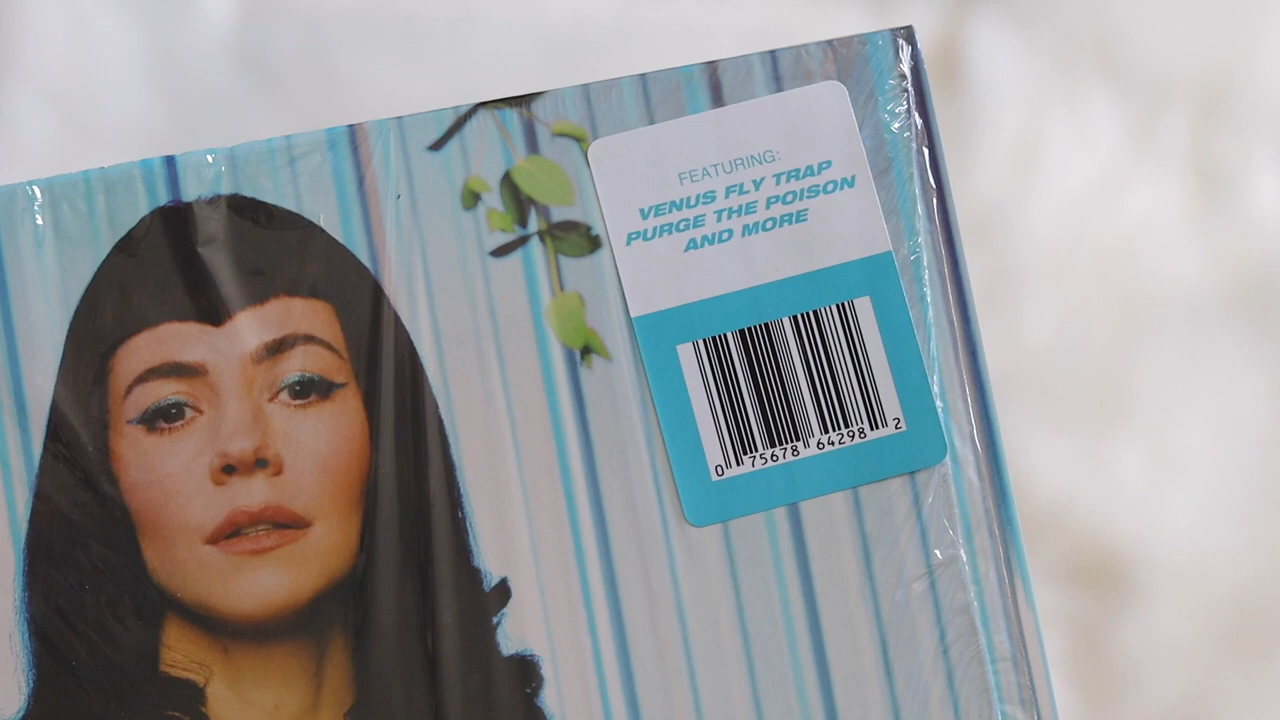 FEATURING:
VENUS FLY TRAP
PURGE THE POISON
AND MORE
0 75678 64298 2